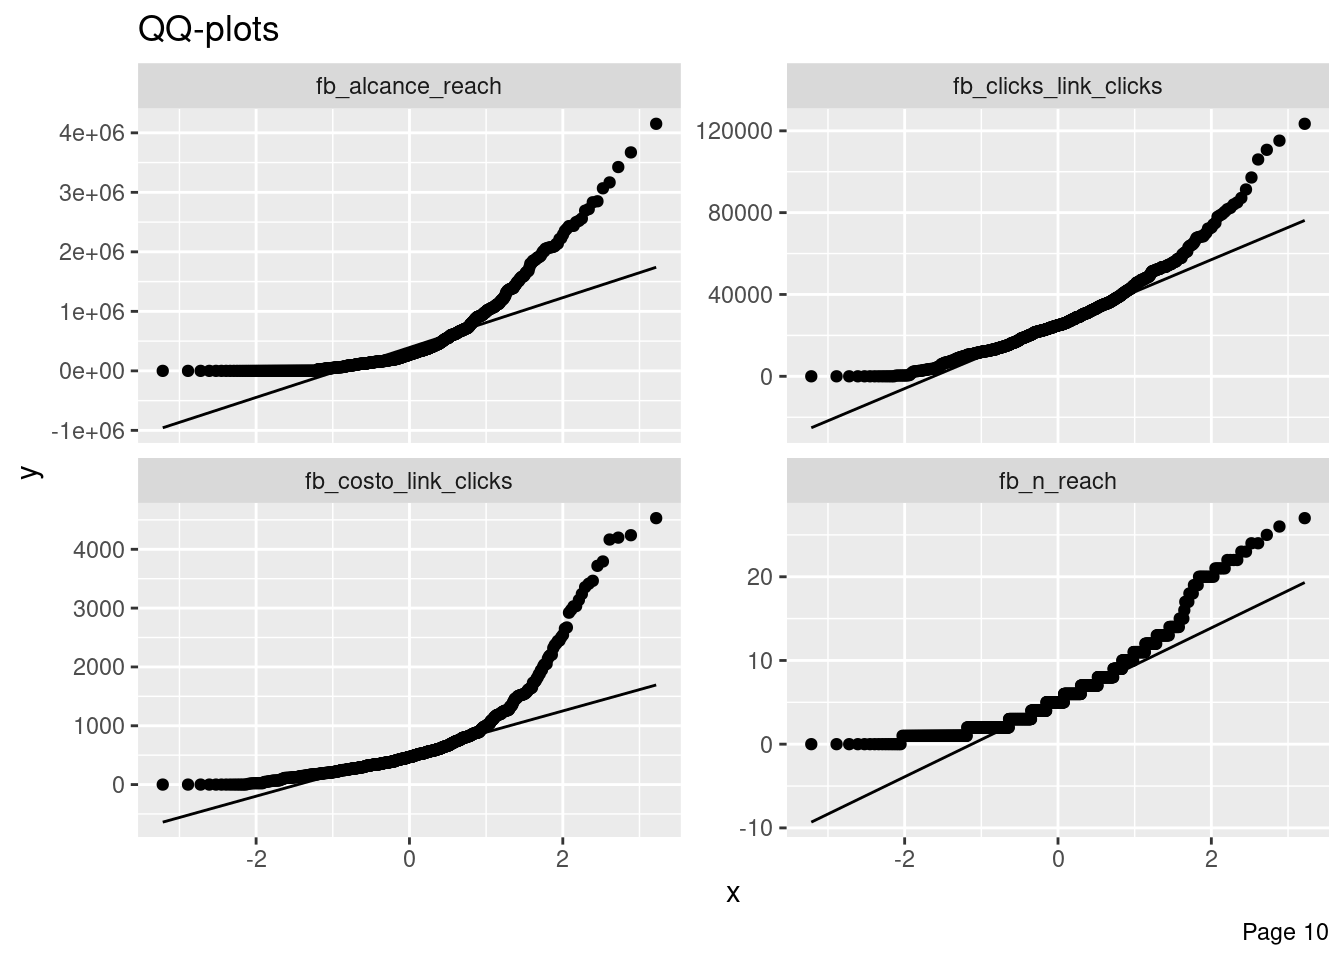 QQ-plots
fb_alcance_reach
fb_clicks_link_clicks
4e+06
3e+06
2e+06
1e+06
0e+00
-1e+06
120000
80000
40000
0
y
fb_costo_link_clicks
fb_n_reach
4000
3000
2000
1000
0
20
10
0
-10
-2 0 2
-2 0 2
x
Page 10